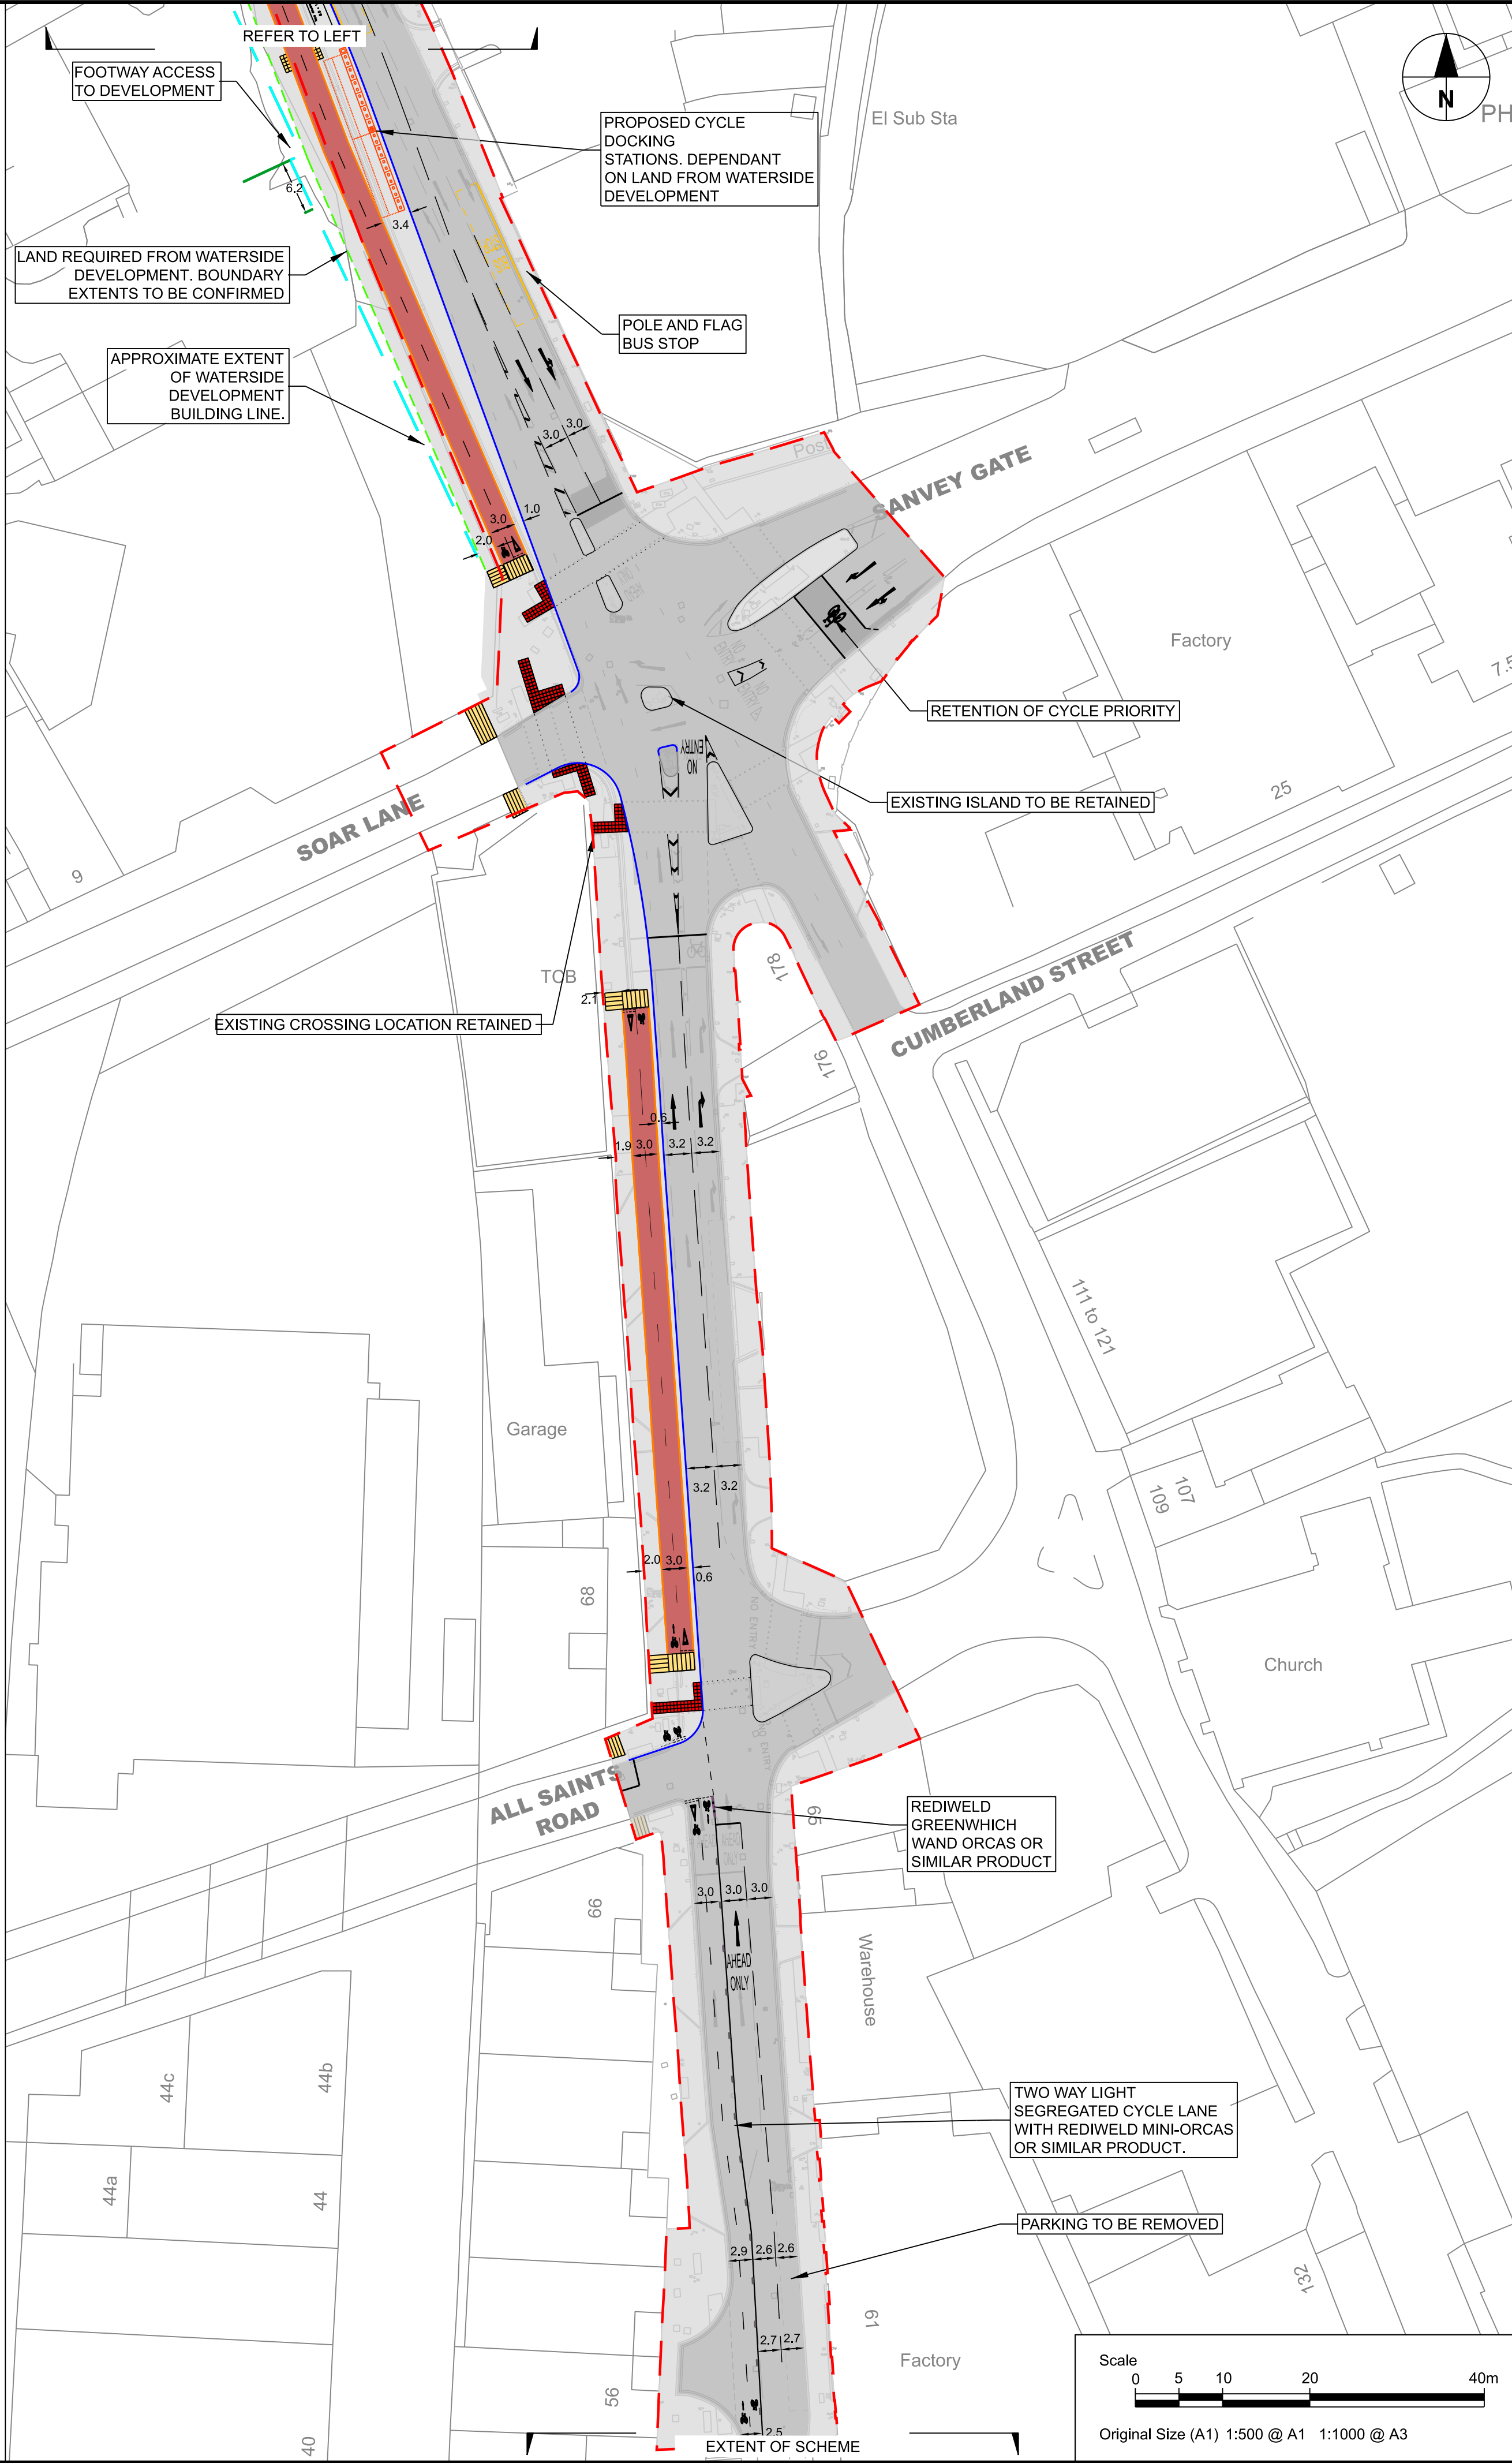 REFER TO LEFT
FOOTWAY ACCESS
TO DEVELOPMENT
PROPOSED CYCLE
DOCKING
STATIONS. DEPENDANT
ON LAND FROM WATERSIDE
DEVELOPMENT
El Sub Sta
N
PH
6.2
3.4
LAND REQUIRED FROM WATERSIDE
DEVELOPMENT. BOUNDARY
EXTENTS TO BE CONFIRMED
POLE AND FLAG
BUS STOP
APPROXIMATE EXTENT
OF WATERSIDE
DEVELOPMENT
BUILDING LINE.
3.0
3.0
Post
SANVEY GATE
1.0
3.0
2.0
Factory
7.5
RETENTION OF CYCLE PRIORITY
NO
ENTRY
EXISTING ISLAND TO BE RETAINED
25
SOAR LANE
9
TCB
2.1
178
CUMBERLAND STREET
EXISTING CROSSING LOCATION RETAINED
176
0.6
1.9
3.0
3.2
3.2
111 to 121
Garage
3.2
3.2
107
109
2.0
3.0
0.6
68
NO ENTRY
Church
NO ENTRY
ALL SAINTS
ROAD
REDIWELD
GREENWHICH
WAND ORCAS OR
SIMILAR PRODUCT
65
3.0
3.0
3.0
66
AHEAD
ONLY
Warehouse
44c
44b
TWO WAY LIGHT
SEGREGATED CYCLE LANE
WITH REDIWELD MINI-ORCAS
OR SIMILAR PRODUCT.
44a
44
PARKING TO BE REMOVED
2.9
2.6
2.6
132
61
2.7
2.7
Factory
56
40
2.5
EXTENT OF SCHEME
Scale
0 5 10 20 40m
Original Size (A1) 1:500 @ A1 1:1000 @ A3